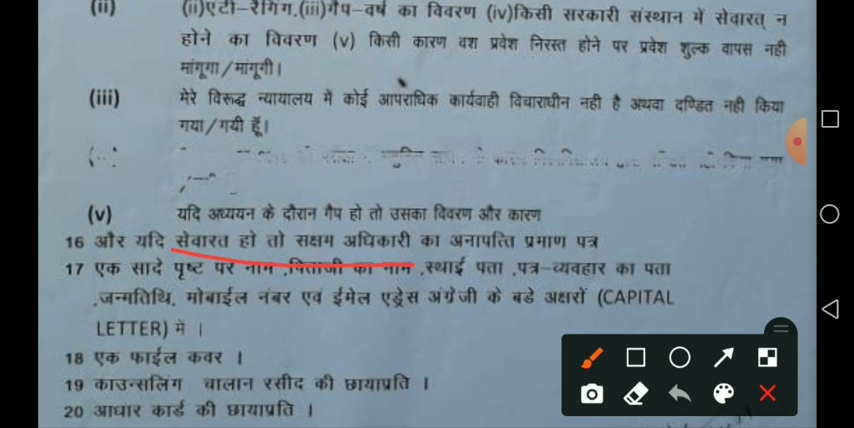 (ii) (ii)एटी–रैगिंग,(iii)गैप–वर्ष का विवरण (iv)किसी सरकारी संस्थान में सेवारत् न
होने का विवरण (v) किसी कारण वश प्रवेश निरस्त होने पर प्रवेश शुल्क वापस नही
मांगूगा/मांगूगी।
(iii) मेरे विरूद्ध न्यायालय में कोई आपराधिक कार्यवाही विचाराधीन नही है अथवा दण्डित नही किया
गया/गयी हूँ।
(v) यदि अध्ययन के दौरान गैप हो तो उसका विवरण और कारण
16 और यदि सेवारत हो तो सक्षम अधिकारी का अनापत्ति प्रमाण पत्र
17 एक सादे पृष्ट पर नाम ,पिताजी का नाम ,स्थाई पता ,पत्र–व्यवहार का पता
,जन्मतिथि, मोबाईल नंबर एवं ईमेल एड्रेस अंग्रेजी के बडे अक्षरों (CAPITAL
LETTER) में ।
18 एक फाईल कवर ।
19 काउन्सलिंग चालान रसीद की छायाप्रति ।
20 आधार कार्ड की छायाप्रति ।